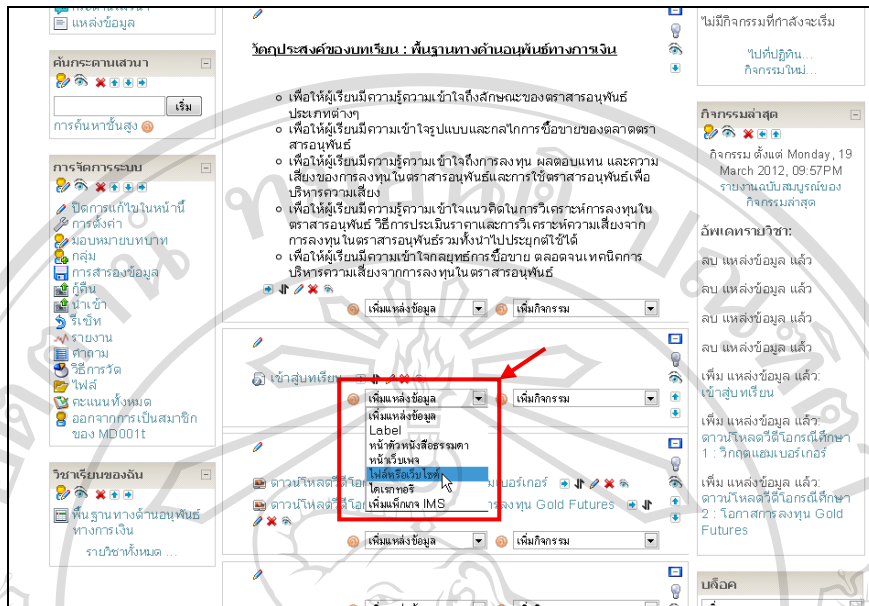 แหล่งข้อมูล
ค้นกระดานเสวนา
เริ่ม
การค้นหาขั้นสูง
การจัดการระบบ
ปิดการแก้ไขในหน้านี้
การตั้งค่า
มอบหมายบทบาท
กลุ่ม
การสำรองข้อมูล
กู้คืน
นำเข้า
รีเซ็ท
รายงาน
คำถาม
วิธีการวัด
ไฟล์
คะแนนทั้งหมด
ออกจากการเป็นสมาชิก
ของ MD001t
วิชาเรียนของฉัน
พื้นฐานทางด้านอนุพันธ์
ทางการเงิน
รายวิชาทั้งหมด ...
วัตถุประสงค์ของบทเรียน : พื้นฐานทางด้านอนุพันธ์ทางการเงิน
เพื่อให้ผู้เรียนมีความรู้ความเข้าใจถึงลักษณะของตราสารอนุพันธ์
ประเภทต่างๆ
เพื่อให้ผู้เรียนมีความเข้าใจรูปแบบและกลไกการซื้อขายของตลาดตรา
สารอนุพันธ์
เพื่อให้ผู้เรียนมีความรู้ความเข้าใจถึงการลงทุน ผลตอบแทน และความ
เสี่ยงของการลงทุนในตราสารอนุพันธ์และการใช้ตราสารอนุพันธ์เพื่อ
บริหารความเสี่ยง
เพื่อให้ผู้เรียนมีความรู้ความเข้าใจแนวคิดในการวิเคราะห์การลงทุนใน
ตราสารอนุพันธ์ วิธีการประเมินราคาและการวิเคราะห์ความเสี่ยงจาก
การลงทุนในตราสารอนุพันธ์รวมทั้งนำไปประยุกต์ใช้ได้
เพื่อให้ผู้เรียนมีความรู้ความเข้าใจกลยุทธ์การซื้อขาย ตลอดจนเทคนิคการ
บริหารความเสี่ยงจากการลงทุนในตราสารอนุพันธ์
เพิ่มแหล่งข้อมูล เพิ่มกิจกรรม
เข้าสู่บทเรียน
เพิ่มแหล่งข้อมูล เพิ่มกิจกรรม
เพิ่มแหล่งข้อมูล
Label
หน้าตัวหนังสือธรรมดา
หน้าเว็บเพจ
ไฟล์หรือเว็บไซต์
ไดเรกทอรี
เพิ่มแพ็กเกจ IMS
ดาวน์โหลดวีดีโอ
เบอร์เกอร์
ดาวน์โหลดวีดีโอ
ลงทุน Gold Futures
เพิ่มแหล่งข้อมูล เพิ่มกิจกรรม
ไม่มีกิจกรรมที่กำลังจะเริ่ม
ไปที่ปฏิทิน...
กิจกรรมใหม่...
กิจกรรมล่าสุด
กิจกรรม ตั้งแต่ Monday, 19
March 2012, 09:57PM
รายงานฉบับสมบูรณ์ของ
กิจกรรมล่าสุด
อัพเดทรายวิชา:
ลบ แหล่งข้อมูล แล้ว
ลบ แหล่งข้อมูล แล้ว
ลบ แหล่งข้อมูล แล้ว
ลบ แหล่งข้อมูล แล้ว
เพิ่ม แหล่งข้อมูล แล้ว:
เข้าสู่บทเรียน
เพิ่ม แหล่งข้อมูล แล้ว:
ดาวน์โหลดวีดีโอกรณีศึกษา
1 : วิกฤตแฮมเบอร์เกอร์
เพิ่ม แหล่งข้อมูล แล้ว:
ดาวน์โหลดวีดีโอกรณีศึกษา
2 : โอกาสการลงทุน Gold
Futures
บล็อค